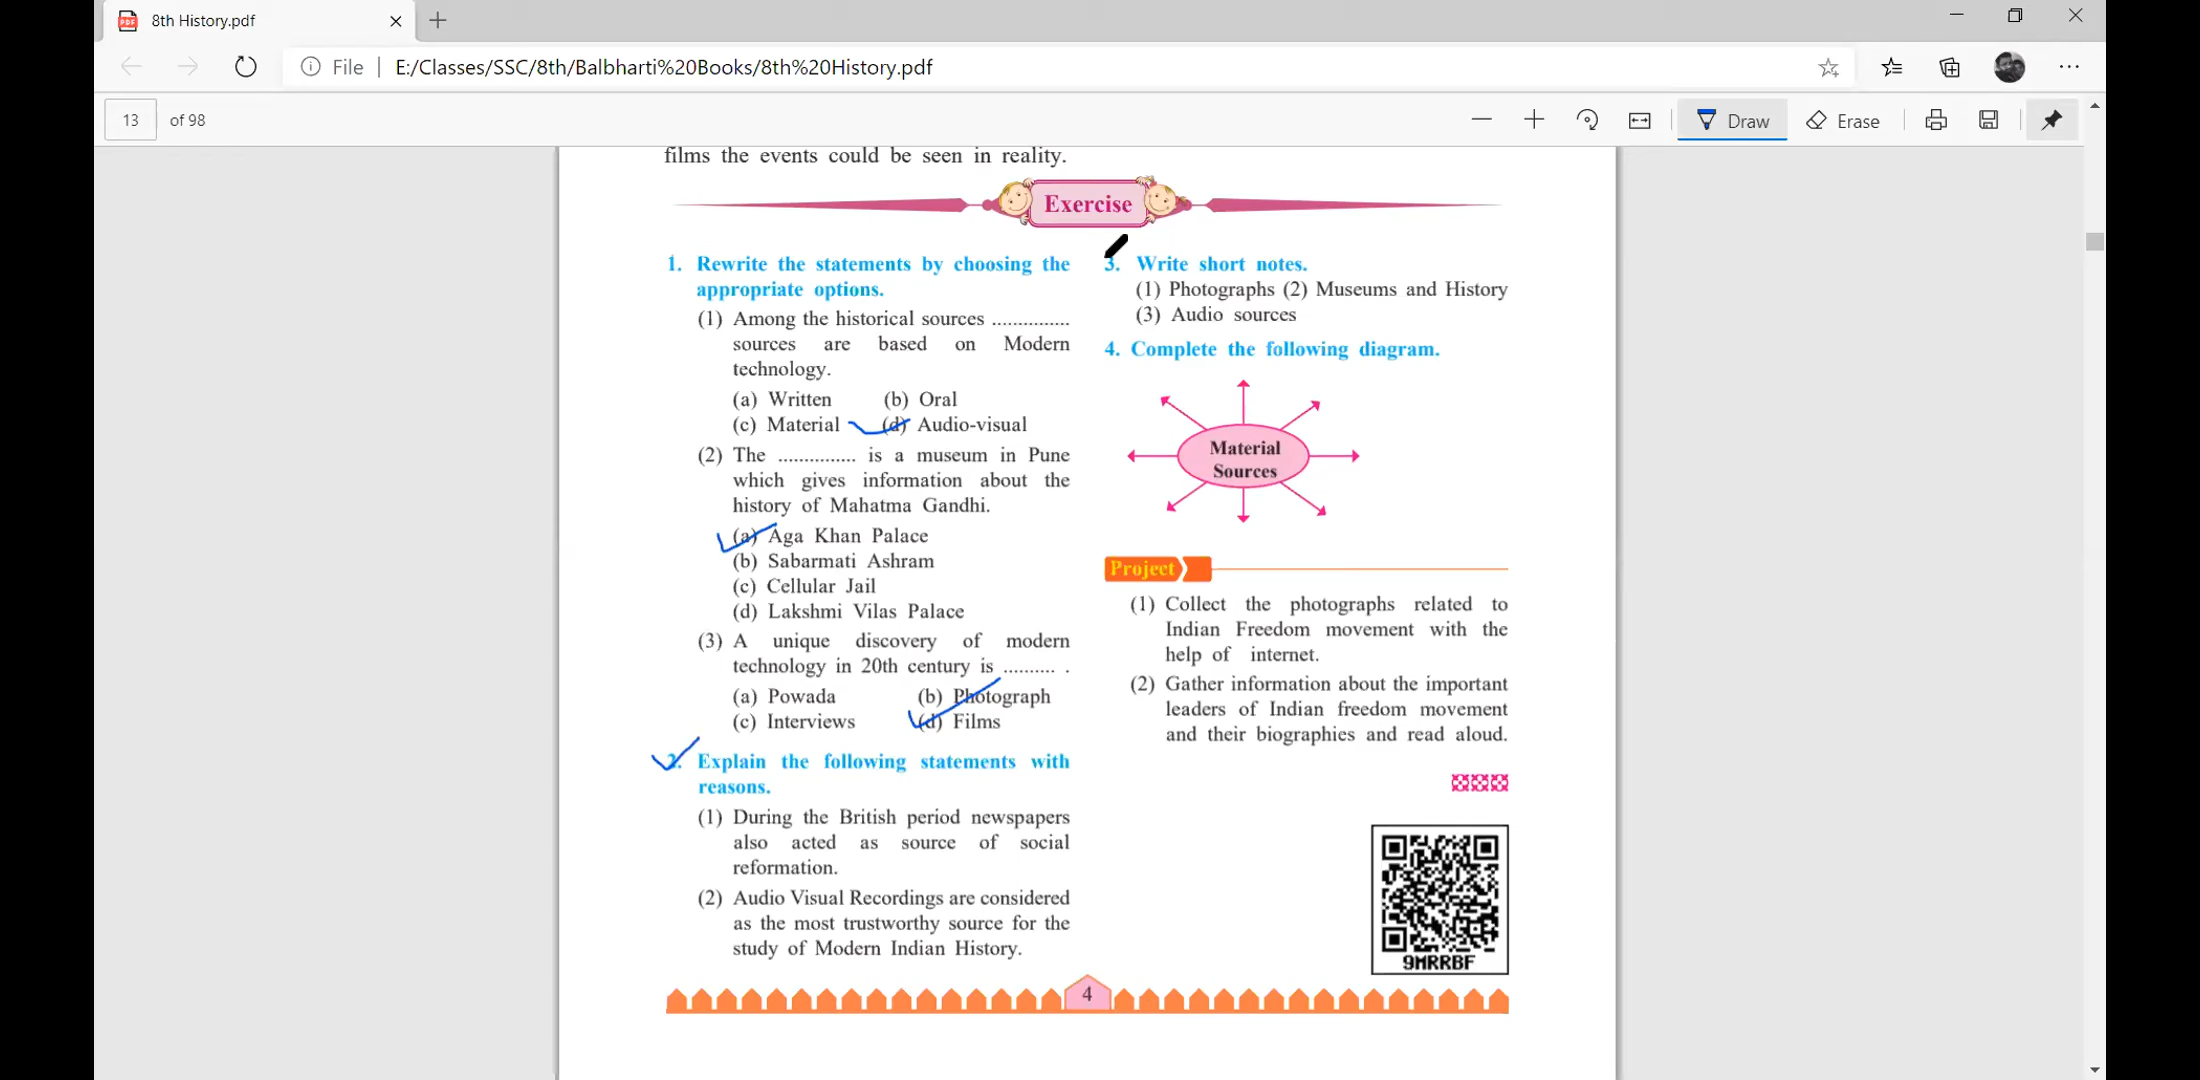 8th History.pdf
File | E:/Classes/SSC/8th/Balbharti%20Books/8th%20History.pdf
13 of 98
Draw
Erase
films the events could be seen in reality.
Exercise
1. Rewrite the statements by choosing the
appropriate options.
(1) Among the historical sources ...............
sources are based on Modern
technology.
(a) Written (b) Oral
(c) Material (d) Audio-visual
(2) The ............... is a museum in Pune
which gives information about the
history of Mahatma Gandhi.
(a) Aga Khan Palace
(b) Sabarmati Ashram
(c) Cellular Jail
(d) Lakshmi Vilas Palace
(3) A unique discovery of modern
technology in 20th century is .......... .
(a) Powada (b) Photograph
(c) Interviews (d) Films
2. Explain the following statements with
reasons.
(1) During the British period newspapers
also acted as source of social
reformation.
(2) Audio Visual Recordings are considered
as the most trustworthy source for the
study of Modern Indian History.
3. Write short notes.
(1) Photographs (2) Museums and History
(3) Audio sources
4. Complete the following diagram.
Material
Sources
Project
(1) Collect the photographs related to
Indian Freedom movement with the
help of internet.
(2) Gather information about the important
leaders of Indian freedom movement
and their biographies and read aloud.
9MRRBF
4